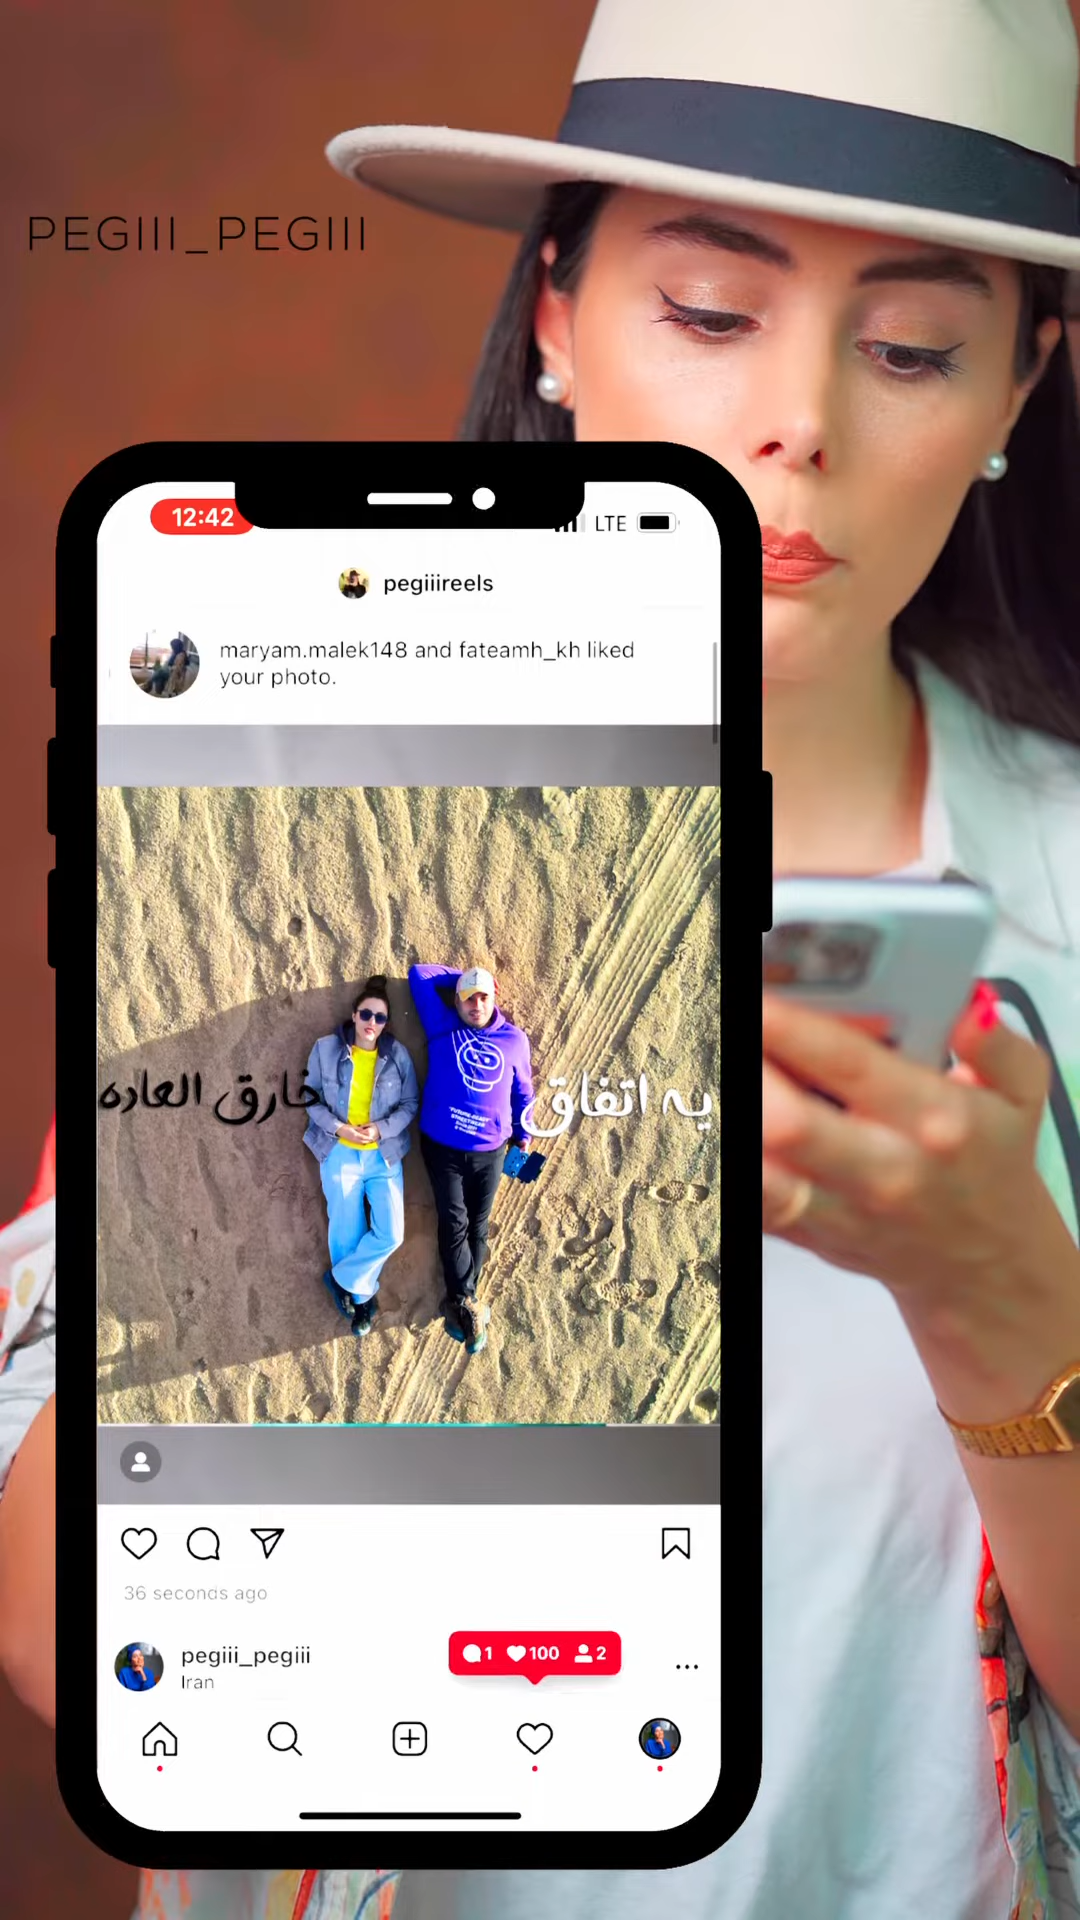 PEGIII_PEGIII
12:42
LTE
pegiiireels
maryam.malek148 and fateamh_kh liked
your photo.
یه اتفاق خارق العاده
36 seconds ago
pegiii_pegiii
Iran
1 100 2